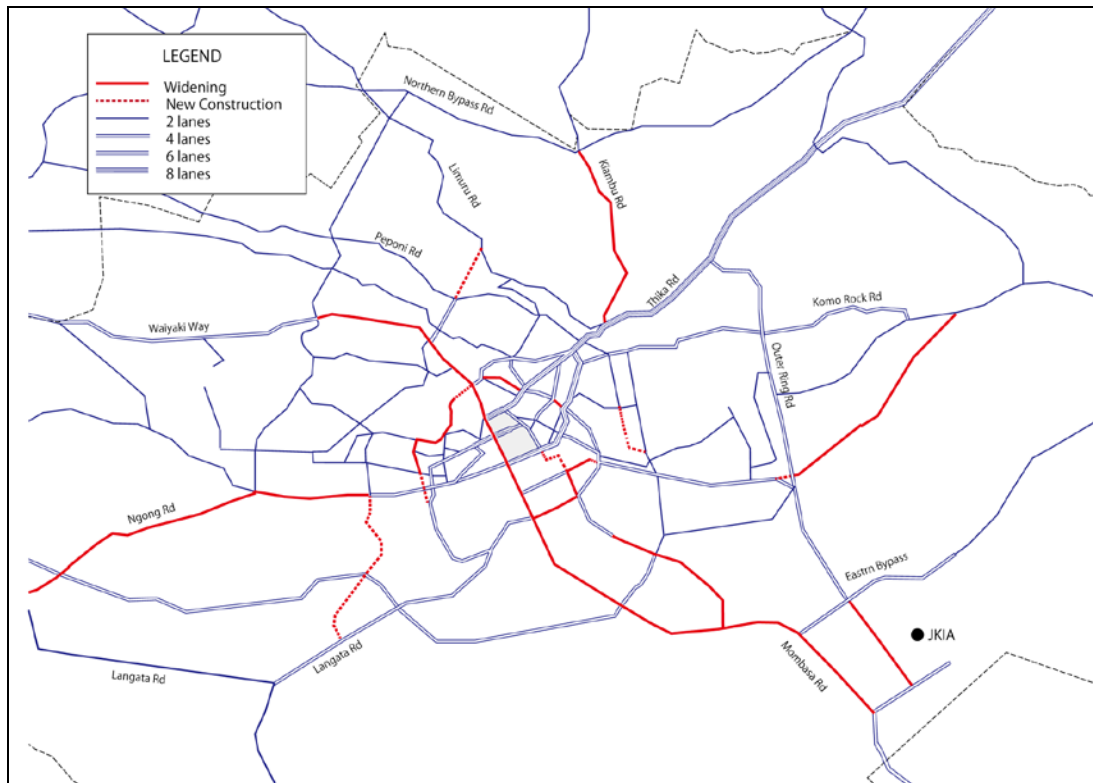 LEGEND
Widening
New Construction
2 lanes
4 lanes
6 lanes
8 lanes
Northern Bypass Rd
Limuru Rd
Kiambu Rd
Peponi Rd
Thika Rd
Komo Rock Rd
Waiyaki Way
Outer Ring Rd
Ngong Rd
Eastrn Bypass
JKIA
Langata Rd
Langata Rd
Mombasa Rd